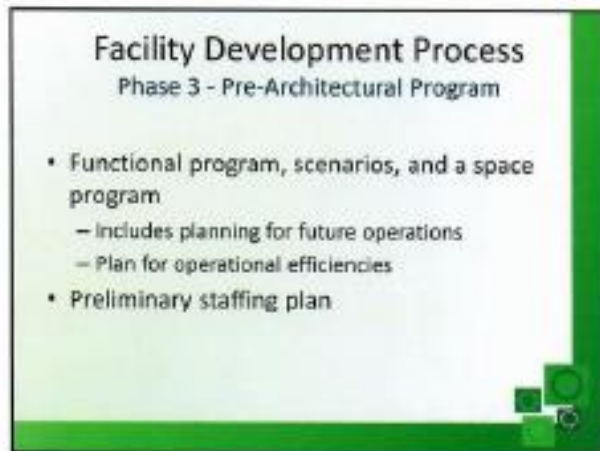 Facility Development Process
Phase 3 - Pre-Architectural Program
• Functional program, scenarios, and a space
program
– Includes planning for future operations
– Plan for operational efficiencies
• Preliminary staffing plan